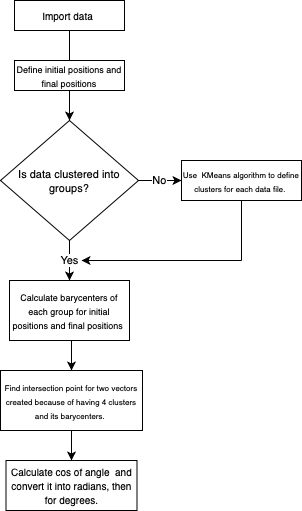 Import data
Define initial positions and
final positions
Is data clustered into
groups?
No
Use KMeans algorithm to define
clusters for each data file.
Yes
Calculate barycenters of
each group for initial
positions and final positions
Find intersection point for two vectors
created because of having 4 clusters
and its barycenters.
Calculate cos of angle and
convert it into radians, then
for degrees.